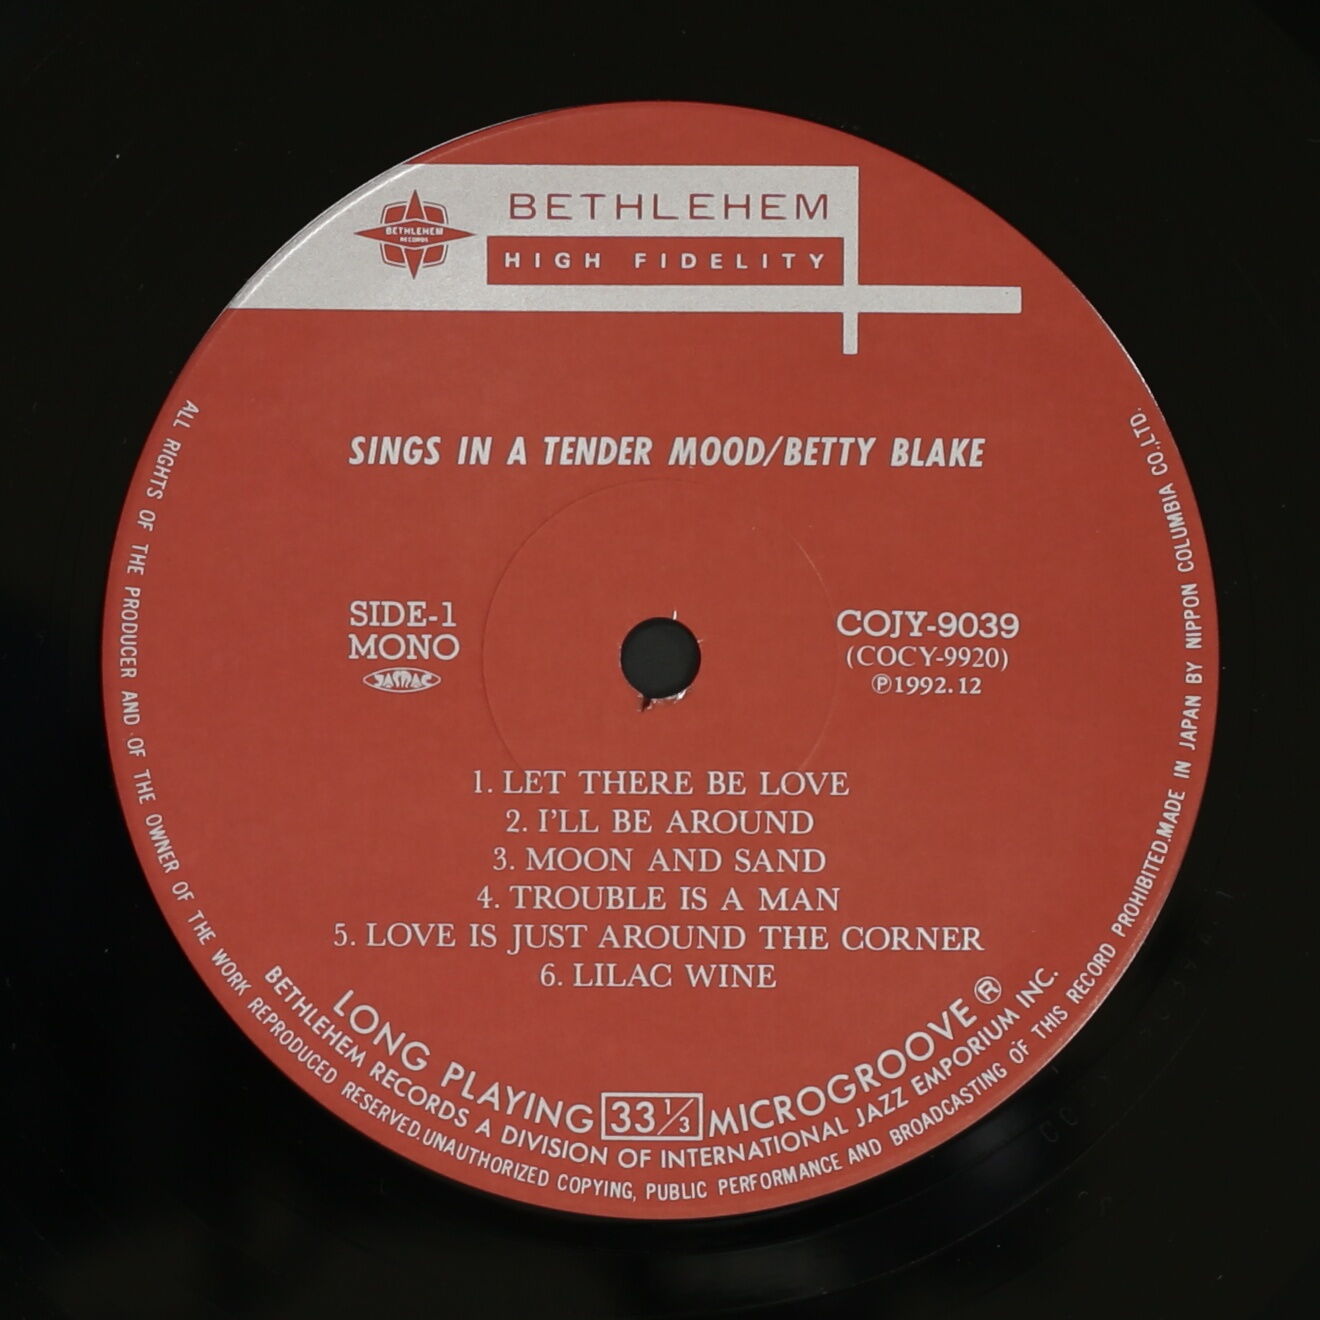 BETHLEHEM
RECORDS
BETHLEHEM
HIGH FIDELITY
SINGS IN A TENDER MOOD/BETTY BLAKE
SIDE-1
MONO
JASRAC
COJY-9039
(COCY-9920)
Ⓟ1992.12
1. LET THERE BE LOVE
2. I'LL BE AROUND
3. MOON AND SAND
4. TROUBLE IS A MAN
5. LOVE IS JUST AROUND THE CORNER
6. LILAC WINE
LONG PLAYING 33 1/3 MICROGROOVE ®
BETHLEHEM RECORDS A DIVISION OF INTERNATIONAL JAZZ EMPORIUM INC.
ALL RIGHTS OF THE PRODUCER AND OF THE OWNER OF THE WORK REPRODUCED RESERVED.UNAUTHORIZED COPYING, PUBLIC PERFORMANCE AND BROADCASTING OF THIS RECORD PROHIBITED.MADE IN JAPAN BY NIPPON COLUMBIA CO.,LTD.